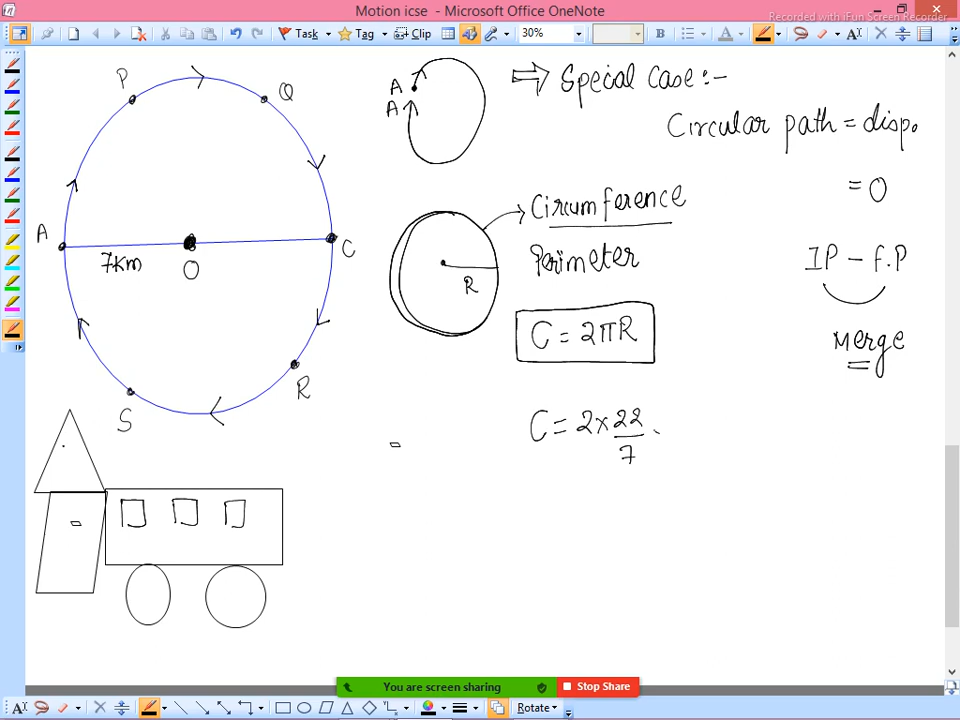 Motion icse - Microsoft Office OneNote
Recorded with iFun Screen Recorder
Task
Tag
Clip
30%
B
A
P
Q
A
C
7Km
O
S
R
A
A
Special Case:-
Circular path = disp.
= 0
Circumference
Perimeter
IP - F.P
R
C = 2πR
Merge
C = 2 × 22/7
You are screen sharing
Stop Share
Rotate